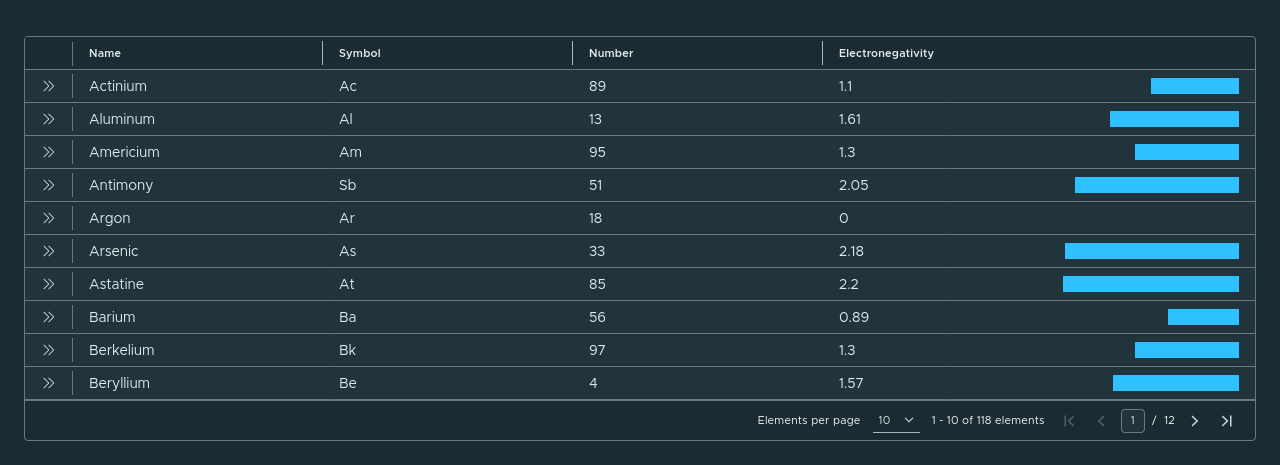 Name Symbol Number Electronegativity
Actinium Ac 89 1.1
Aluminum Al 13 1.61
Americium Am 95 1.3
Antimony Sb 51 2.05
Argon Ar 18 0
Arsenic As 33 2.18
Astatine At 85 2.2
Barium Ba 56 0.89
Berkelium Bk 97 1.3
Beryllium Be 4 1.57
Elements per page 10 1 - 10 of 118 elements 1 / 12